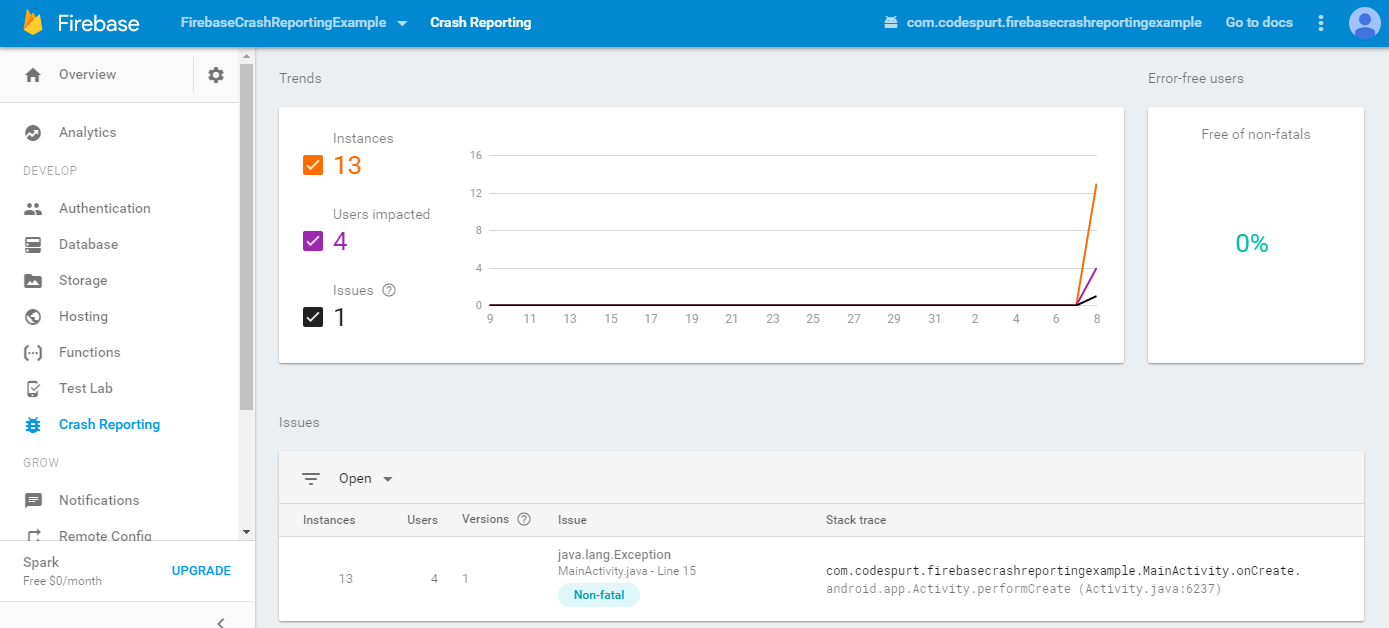 Firebase
FirebaseCrashReportingExample
Crash Reporting
com.codespurt.firebasecrashreportingexample
Go to docs
Overview
Analytics
DEVELOP
Authentication
Database
Storage
Hosting
Functions
Test Lab
Crash Reporting
GROW
Notifications
Remote Config
Spark
Free $0/month
UPGRADE
Trends
Instances
13
Users impacted
4
Issues ?
1
16
12
8
4
0
9 11 13 15 17 19 21 23 25 27 29 31 2 4 6 8
Error-free users
Free of non-fatals
0%
Issues
Open
Instances Users Versions ? Issue Stack trace
13 4 1
java.lang.Exception
MainActivity.java - Line 15
Non-fatal
com.codespurt.firebasecrashreportingexample.MainActivity.onCreate.
android.app.Activity.performCreate (Activity.java:6237)